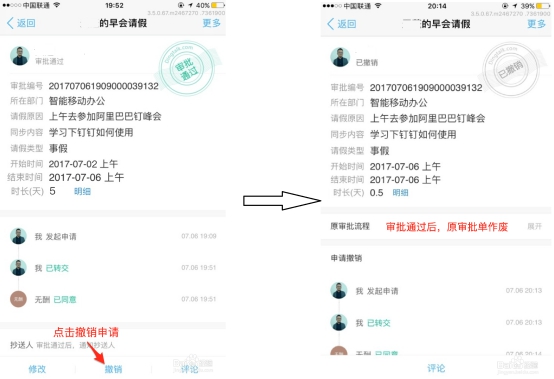 中国联通
19:52
40%
3.5.0.67.m2467270
.7361900
返回
的早会请假
更多
审批通过
审批通过
审批编号 201707061909000039132
所在部门 智能移动办公
请假原因 上午去参加阿里巴巴钉峰会
同步内容 学习下钉钉如何使用
请假类型 事假
开始时间 2017-07-02 上午
结束时间 2017-07-06 上午
时长(天) 5 明细
我 发起申请 07.06 19:09
我 已转交 07.06 19:51
无酬 已同意 07.06 19:51
点击撤销申请
抄送人 审批通过后，通知抄送人
修改 撤销 评论
中国联通
20:14
39%
3.5.0.67.m2467270
.7361900
返回
的早会请假
更多
已撤销
已撤销
审批编号 201707061909000039132
所在部门 智能移动办公
请假原因 上午去参加阿里巴巴钉峰会
同步内容 学习下钉钉如何使用
请假类型 事假
开始时间 2017-07-06 上午
结束时间 2017-07-06 上午
时长(天) 0.5 明细
原审批流程 审批通过后，原审批单作废 展开
申请撤销
我 发起申请 07.06 20:13
我 已转交 07.06 20:13
无酬 已同意
评论